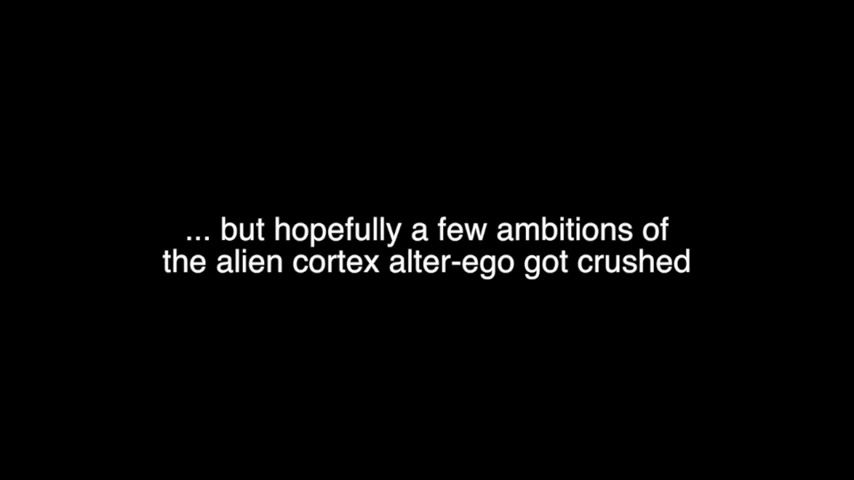 ... but hopefully a few ambitions of
the alien cortex alter-ego got crushed